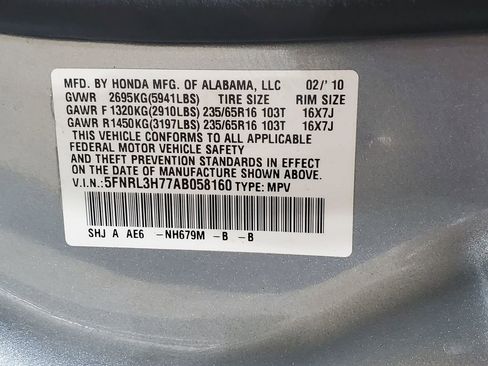 MFD. BY HONDA MFG. OF ALABAMA, LLC 02/'10
GVWR 2695KG(5941LBS) TIRE SIZE RIM SIZE
GAWR F 1320KG(2910LBS) 235/65R16 103T 16X7J
GAWR R1450KG(3197LBS) 235/65R16 103T 16X7J
THIS VEHICLE CONFORMS TO ALL APPLICABLE
FEDERAL MOTOR VEHICLE SAFETY
AND THEFT PREVENTION STANDARDS IN EFFECT
ON THE DATE OF MANUFACTURE SHOWN ABOVE.
V.I.N.: 5FNRL3H77AB058160 TYPE: MPV
SHJ A AE6 -NH679M -B -B